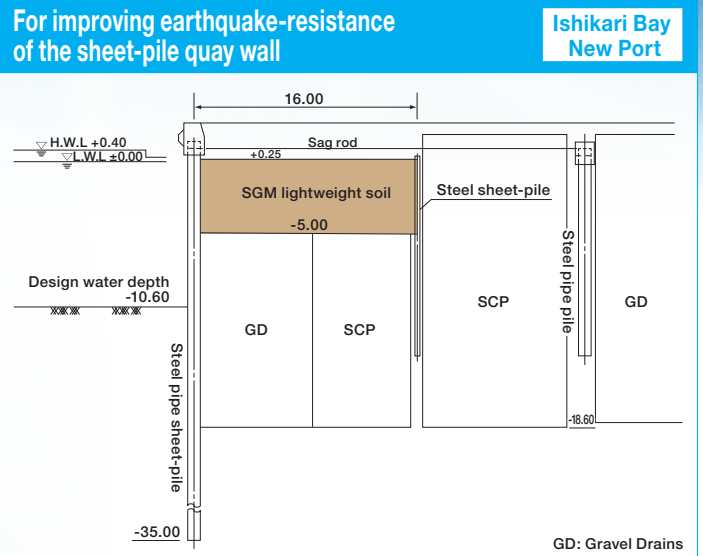 For improving earthquake-resistance
of the sheet-pile quay wall
Ishikari Bay
New Port
16.00
H.W.L +0.40
L.W.L ±0.00
Sag rod
+0.25
SGM lightweight soil
Steel sheet-pile
-5.00
Design water depth
-10.60
GD
SCP
SCP
Steel pipe pile
GD
Steel pipe sheet-pile
-18.60
-35.00
GD: Gravel Drains